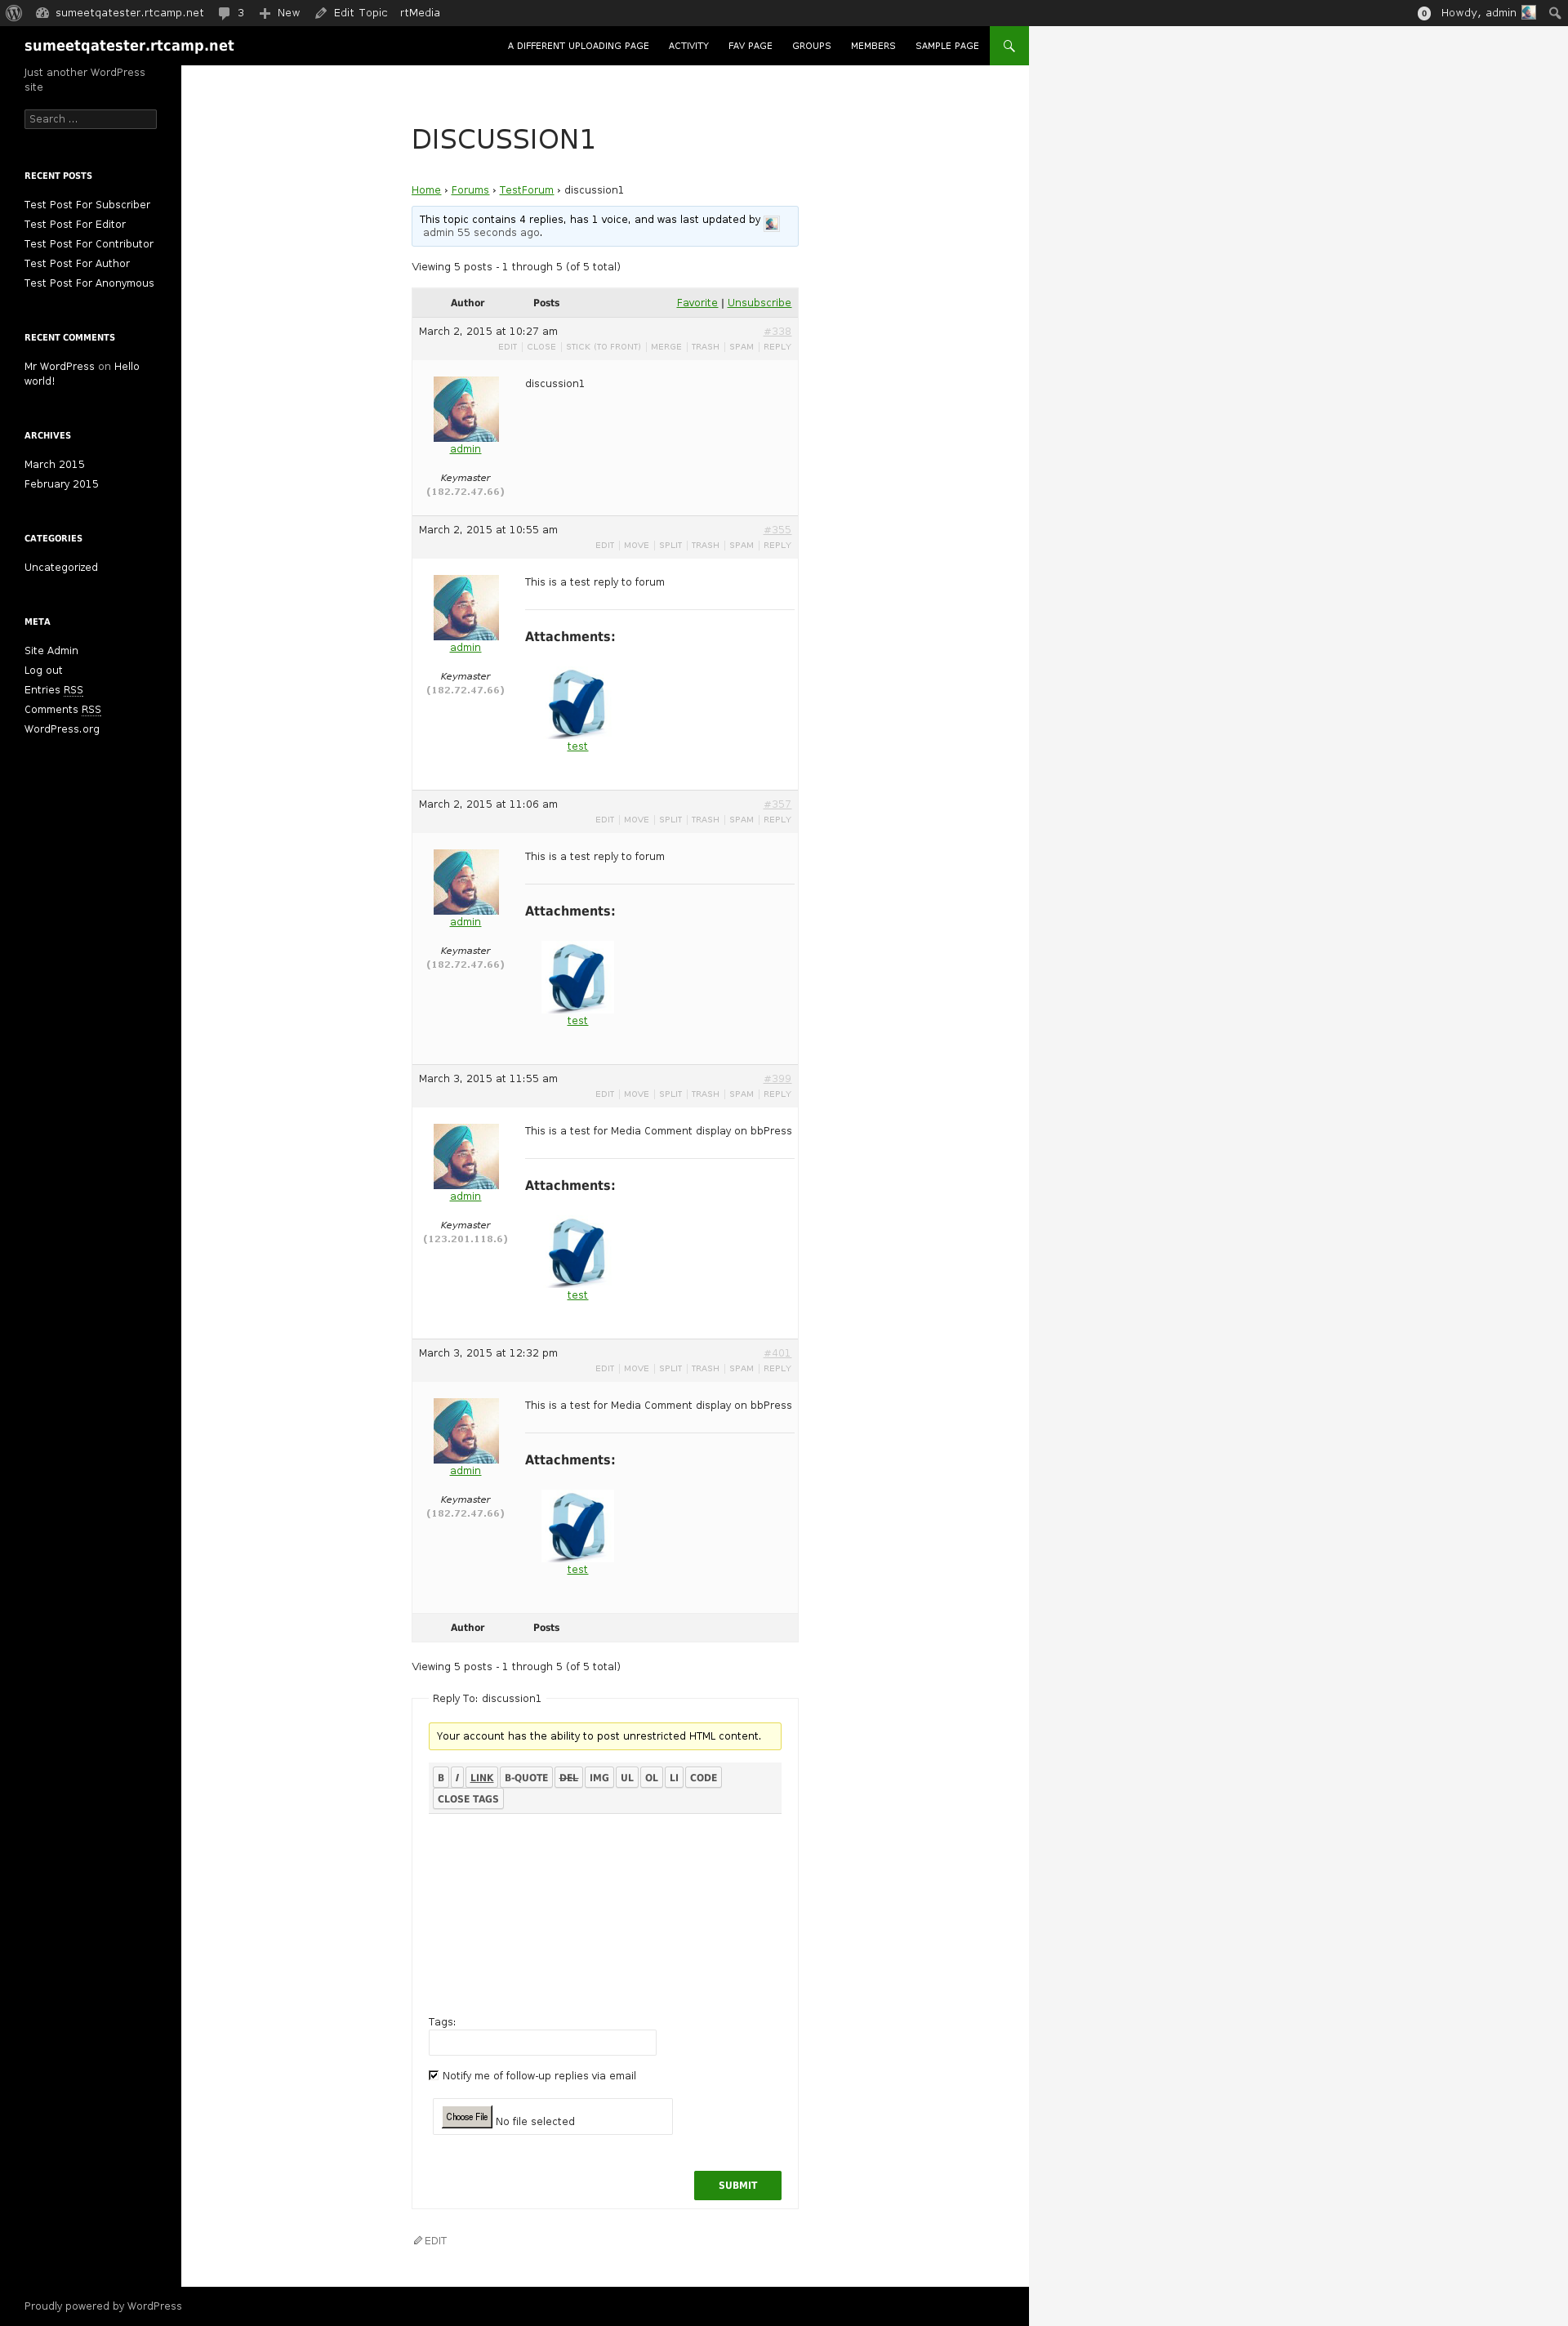 sumeetqatester.rtcamp.net 3 New Edit Topic rtMedia 0 Howdy, admin
sumeetqatester.rtcamp.net A DIFFERENT UPLOADING PAGE ACTIVITY FAV PAGE GROUPS MEMBERS SAMPLE PAGE
Just another WordPress
site
Search ...
RECENT POSTS
Test Post For Subscriber
Test Post For Editor
Test Post For Contributor
Test Post For Author
Test Post For Anonymous
RECENT COMMENTS
Mr WordPress on Hello
world!
ARCHIVES
March 2015
February 2015
CATEGORIES
Uncategorized
META
Site Admin
Log out
Entries RSS
Comments RSS
WordPress.org
DISCUSSION1
Home › Forums › TestForum › discussion1
This topic contains 4 replies, has 1 voice, and was last updated by
admin 55 seconds ago.
Viewing 5 posts - 1 through 5 (of 5 total)
Author Posts Favorite | Unsubscribe
March 2, 2015 at 10:27 am #338
EDIT | CLOSE | STICK (TO FRONT) | MERGE | TRASH | SPAM | REPLY
discussion1
admin
Keymaster
(182.72.47.66)
March 2, 2015 at 10:55 am #355
EDIT | MOVE | SPLIT | TRASH | SPAM | REPLY
This is a test reply to forum
Attachments:
admin
Keymaster
(182.72.47.66)
test
March 2, 2015 at 11:06 am #357
EDIT | MOVE | SPLIT | TRASH | SPAM | REPLY
This is a test reply to forum
Attachments:
admin
Keymaster
(182.72.47.66)
test
March 3, 2015 at 11:55 am #399
EDIT | MOVE | SPLIT | TRASH | SPAM | REPLY
This is a test for Media Comment display on bbPress
Attachments:
admin
Keymaster
(123.201.118.6)
test
March 3, 2015 at 12:32 pm #401
EDIT | MOVE | SPLIT | TRASH | SPAM | REPLY
This is a test for Media Comment display on bbPress
Attachments:
admin
Keymaster
(182.72.47.66)
test
Author Posts
Viewing 5 posts - 1 through 5 (of 5 total)
Reply To: discussion1
Your account has the ability to post unrestricted HTML content.
B I LINK B-QUOTE DEL IMG UL OL LI CODE
CLOSE TAGS
Tags:
Notify me of follow-up replies via email
Choose File No file selected
SUBMIT
EDIT
Proudly powered by WordPress